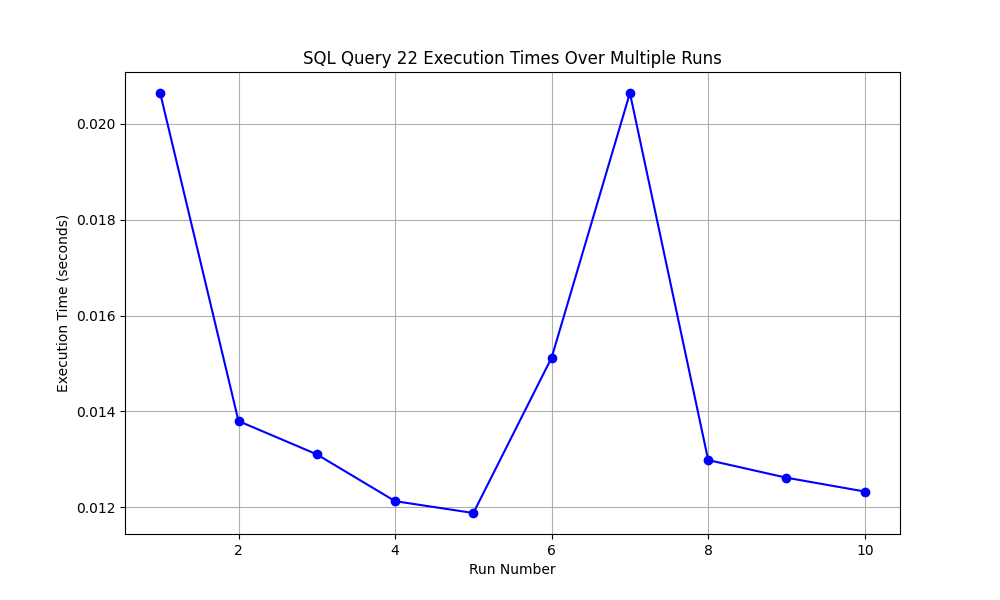 SQL Query 22 Execution Times Over Multiple Runs
Execution Time (seconds)
0.020
0.018
0.016
0.014
0.012
2 4 6 8 10
Run Number